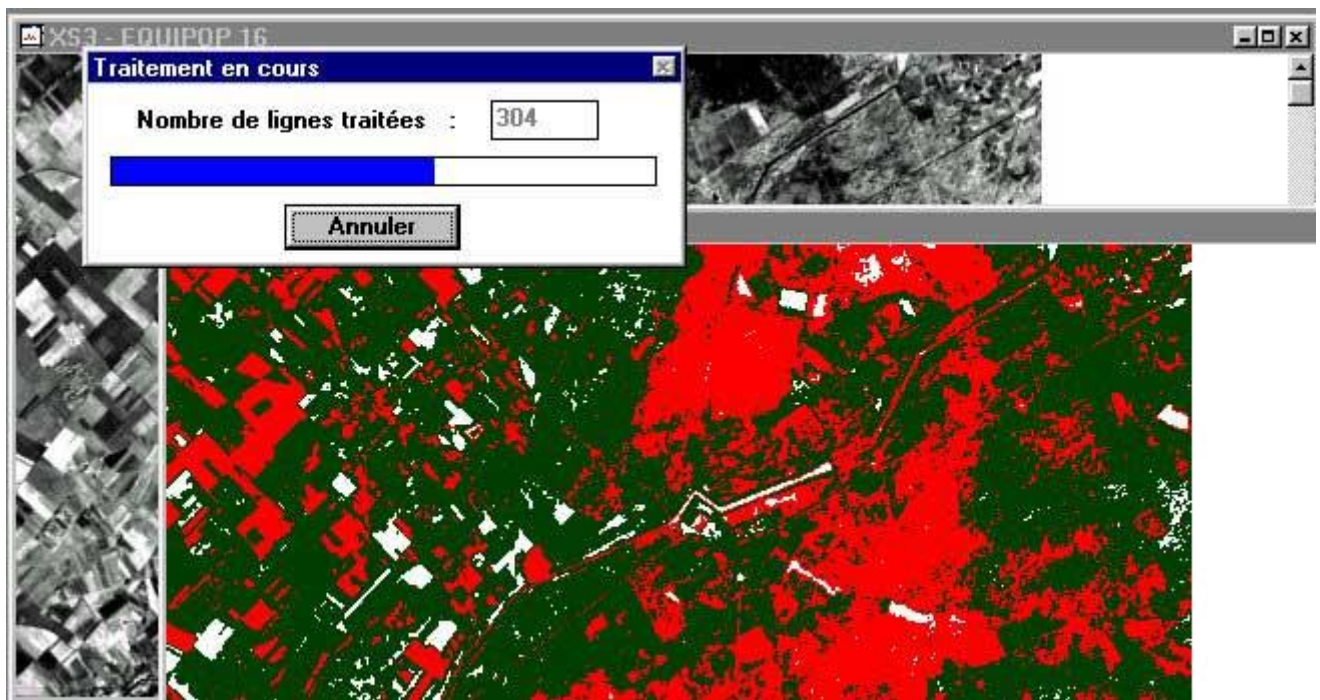 XS3 - EQUIPOP 16
Traitement en cours
Nombre de lignes traitées : 304
Annuler